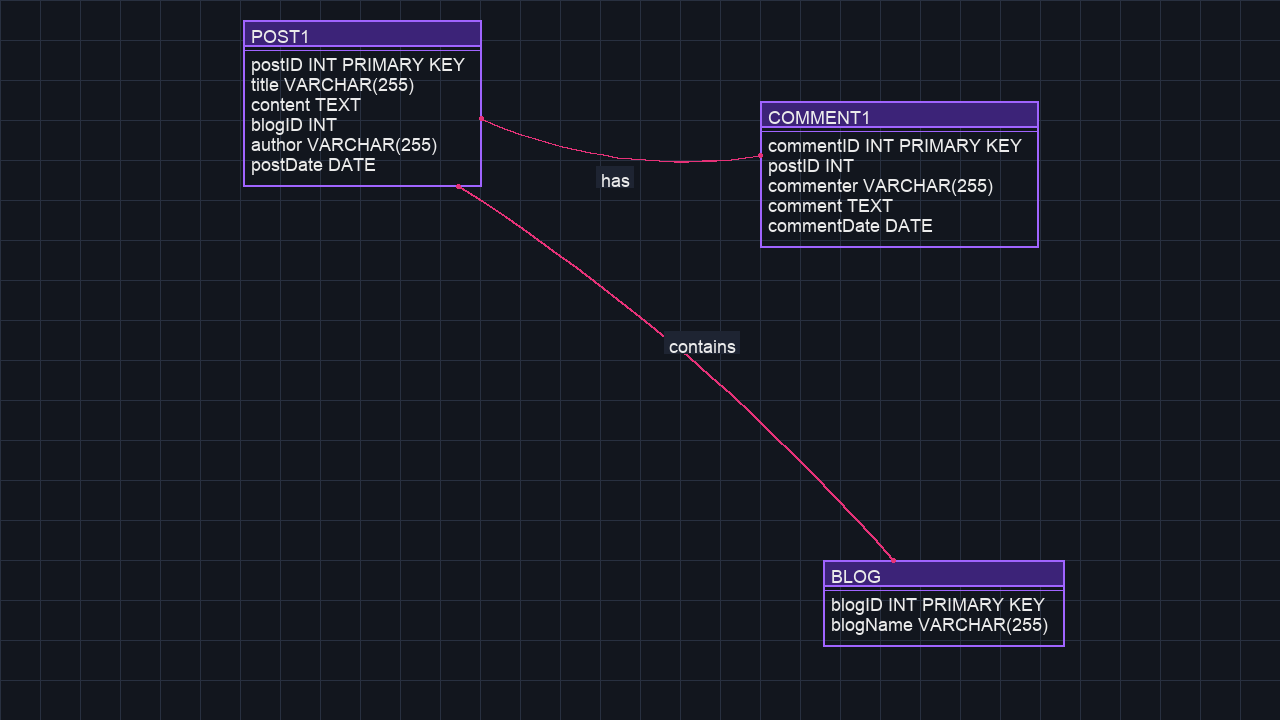 POST1
postID INT PRIMARY KEY
title VARCHAR(255)
content TEXT
blogID INT
author VARCHAR(255)
postDate DATE
has
COMMENT1
commentID INT PRIMARY KEY
postID INT
commenter VARCHAR(255)
comment TEXT
commentDate DATE
contains
BLOG
blogID INT PRIMARY KEY
blogName VARCHAR(255)